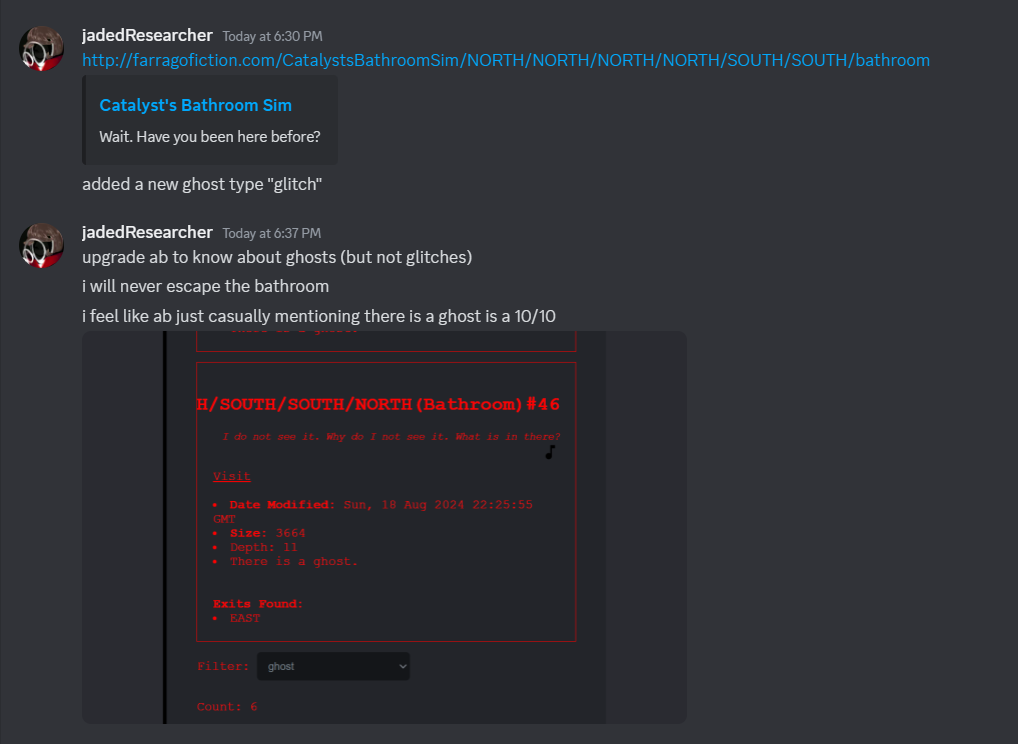 jadedResearcher Today at 6:30 PM
http://farragofiction.com/CatalystsBathroomSim/NORTH/NORTH/NORTH/NORTH/SOUTH/SOUTH/bathroom
Catalyst's Bathroom Sim
Wait. Have you been here before?
added a new ghost type "glitch"
jadedResearcher Today at 6:37 PM
upgrade ab to know about ghosts (but not glitches)
i will never escape the bathroom
i feel like ab just casually mentioning there is a ghost is a 10/10
H/SOUTH/SOUTH/NORTH(Bathroom)#46
I do not see it. Why do I not see it. What is in there?
Visit
• Date Modified: Sun, 18 Aug 2024 22:25:55
GMT
• Size: 3664
• Depth: 11
• There is a ghost.
Exits Found:
• EAST
Filter: ghost
Count: 6